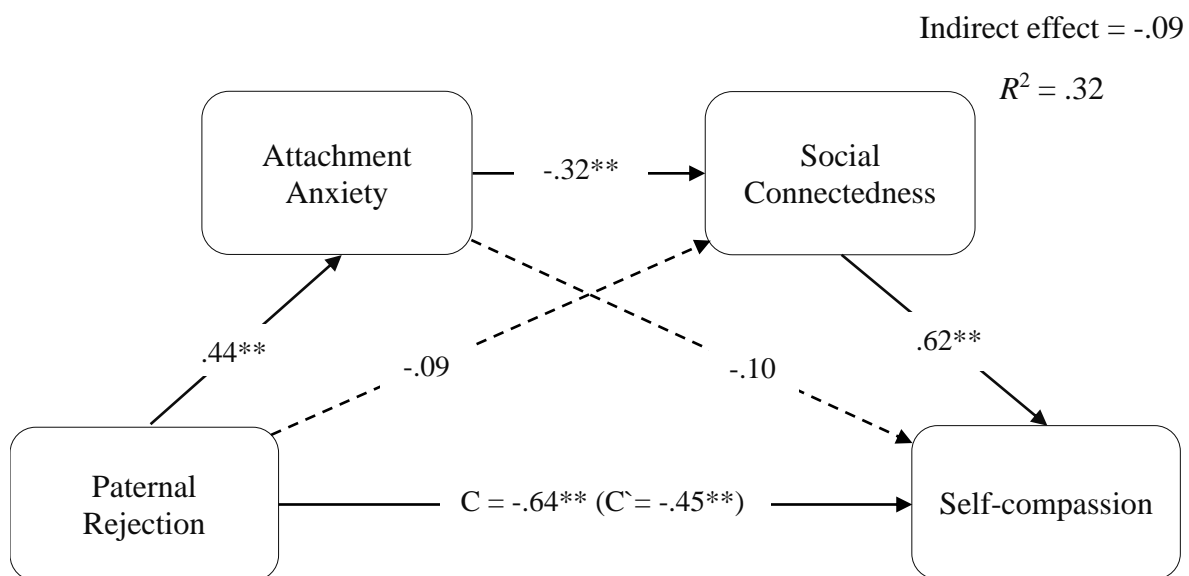 Indirect effect = -.09
R² = .32
Attachment
Anxiety
-.32**
Social
Connectedness
.44**
-.09
-.10
.62**
Paternal
Rejection
C = -.64** (C`= -.45**)
Self-compassion